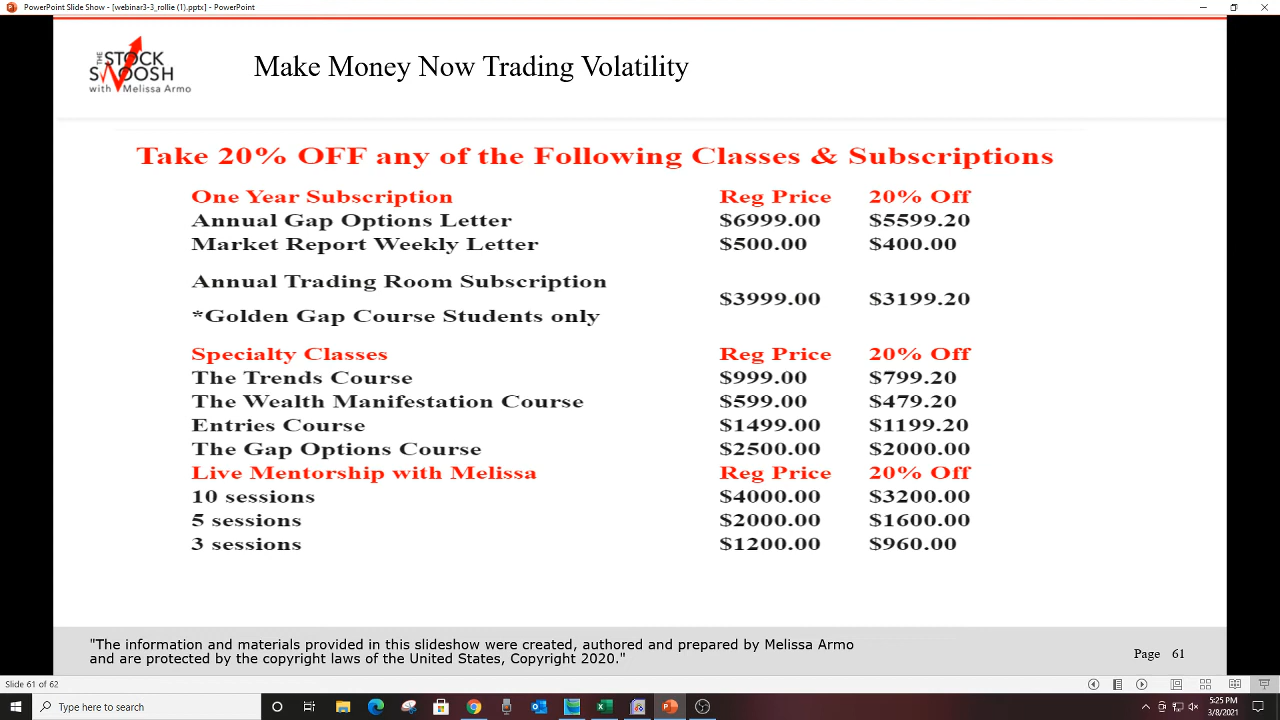 PowerPoint Slide Show - [webinar3-3_rollie (1).pptx] - PowerPoint
THE
STOCK
SWOOSH
with Melissa Armo
Make Money Now Trading Volatility
Take 20% OFF any of the Following Classes & Subscriptions
One Year Subscription Reg Price 20% Off
Annual Gap Options Letter $6999.00 $5599.20
Market Report Weekly Letter $500.00 $400.00
Annual Trading Room Subscription
$3999.00 $3199.20
*Golden Gap Course Students only
Specialty Classes Reg Price 20% Off
The Trends Course $999.00 $799.20
The Wealth Manifestation Course $599.00 $479.20
Entries Course $1499.00 $1199.20
The Gap Options Course $2500.00 $2000.00
Live Mentorship with Melissa Reg Price 20% Off
10 sessions $4000.00 $3200.00
5 sessions $2000.00 $1600.00
3 sessions $1200.00 $960.00
"The information and materials provided in this slideshow were created, authored and prepared by Melissa Armo
and are protected by the copyright laws of the United States, Copyright 2020."
Page 61
Slide 61 of 62
Type here to search
5:25 PM
3/8/2021